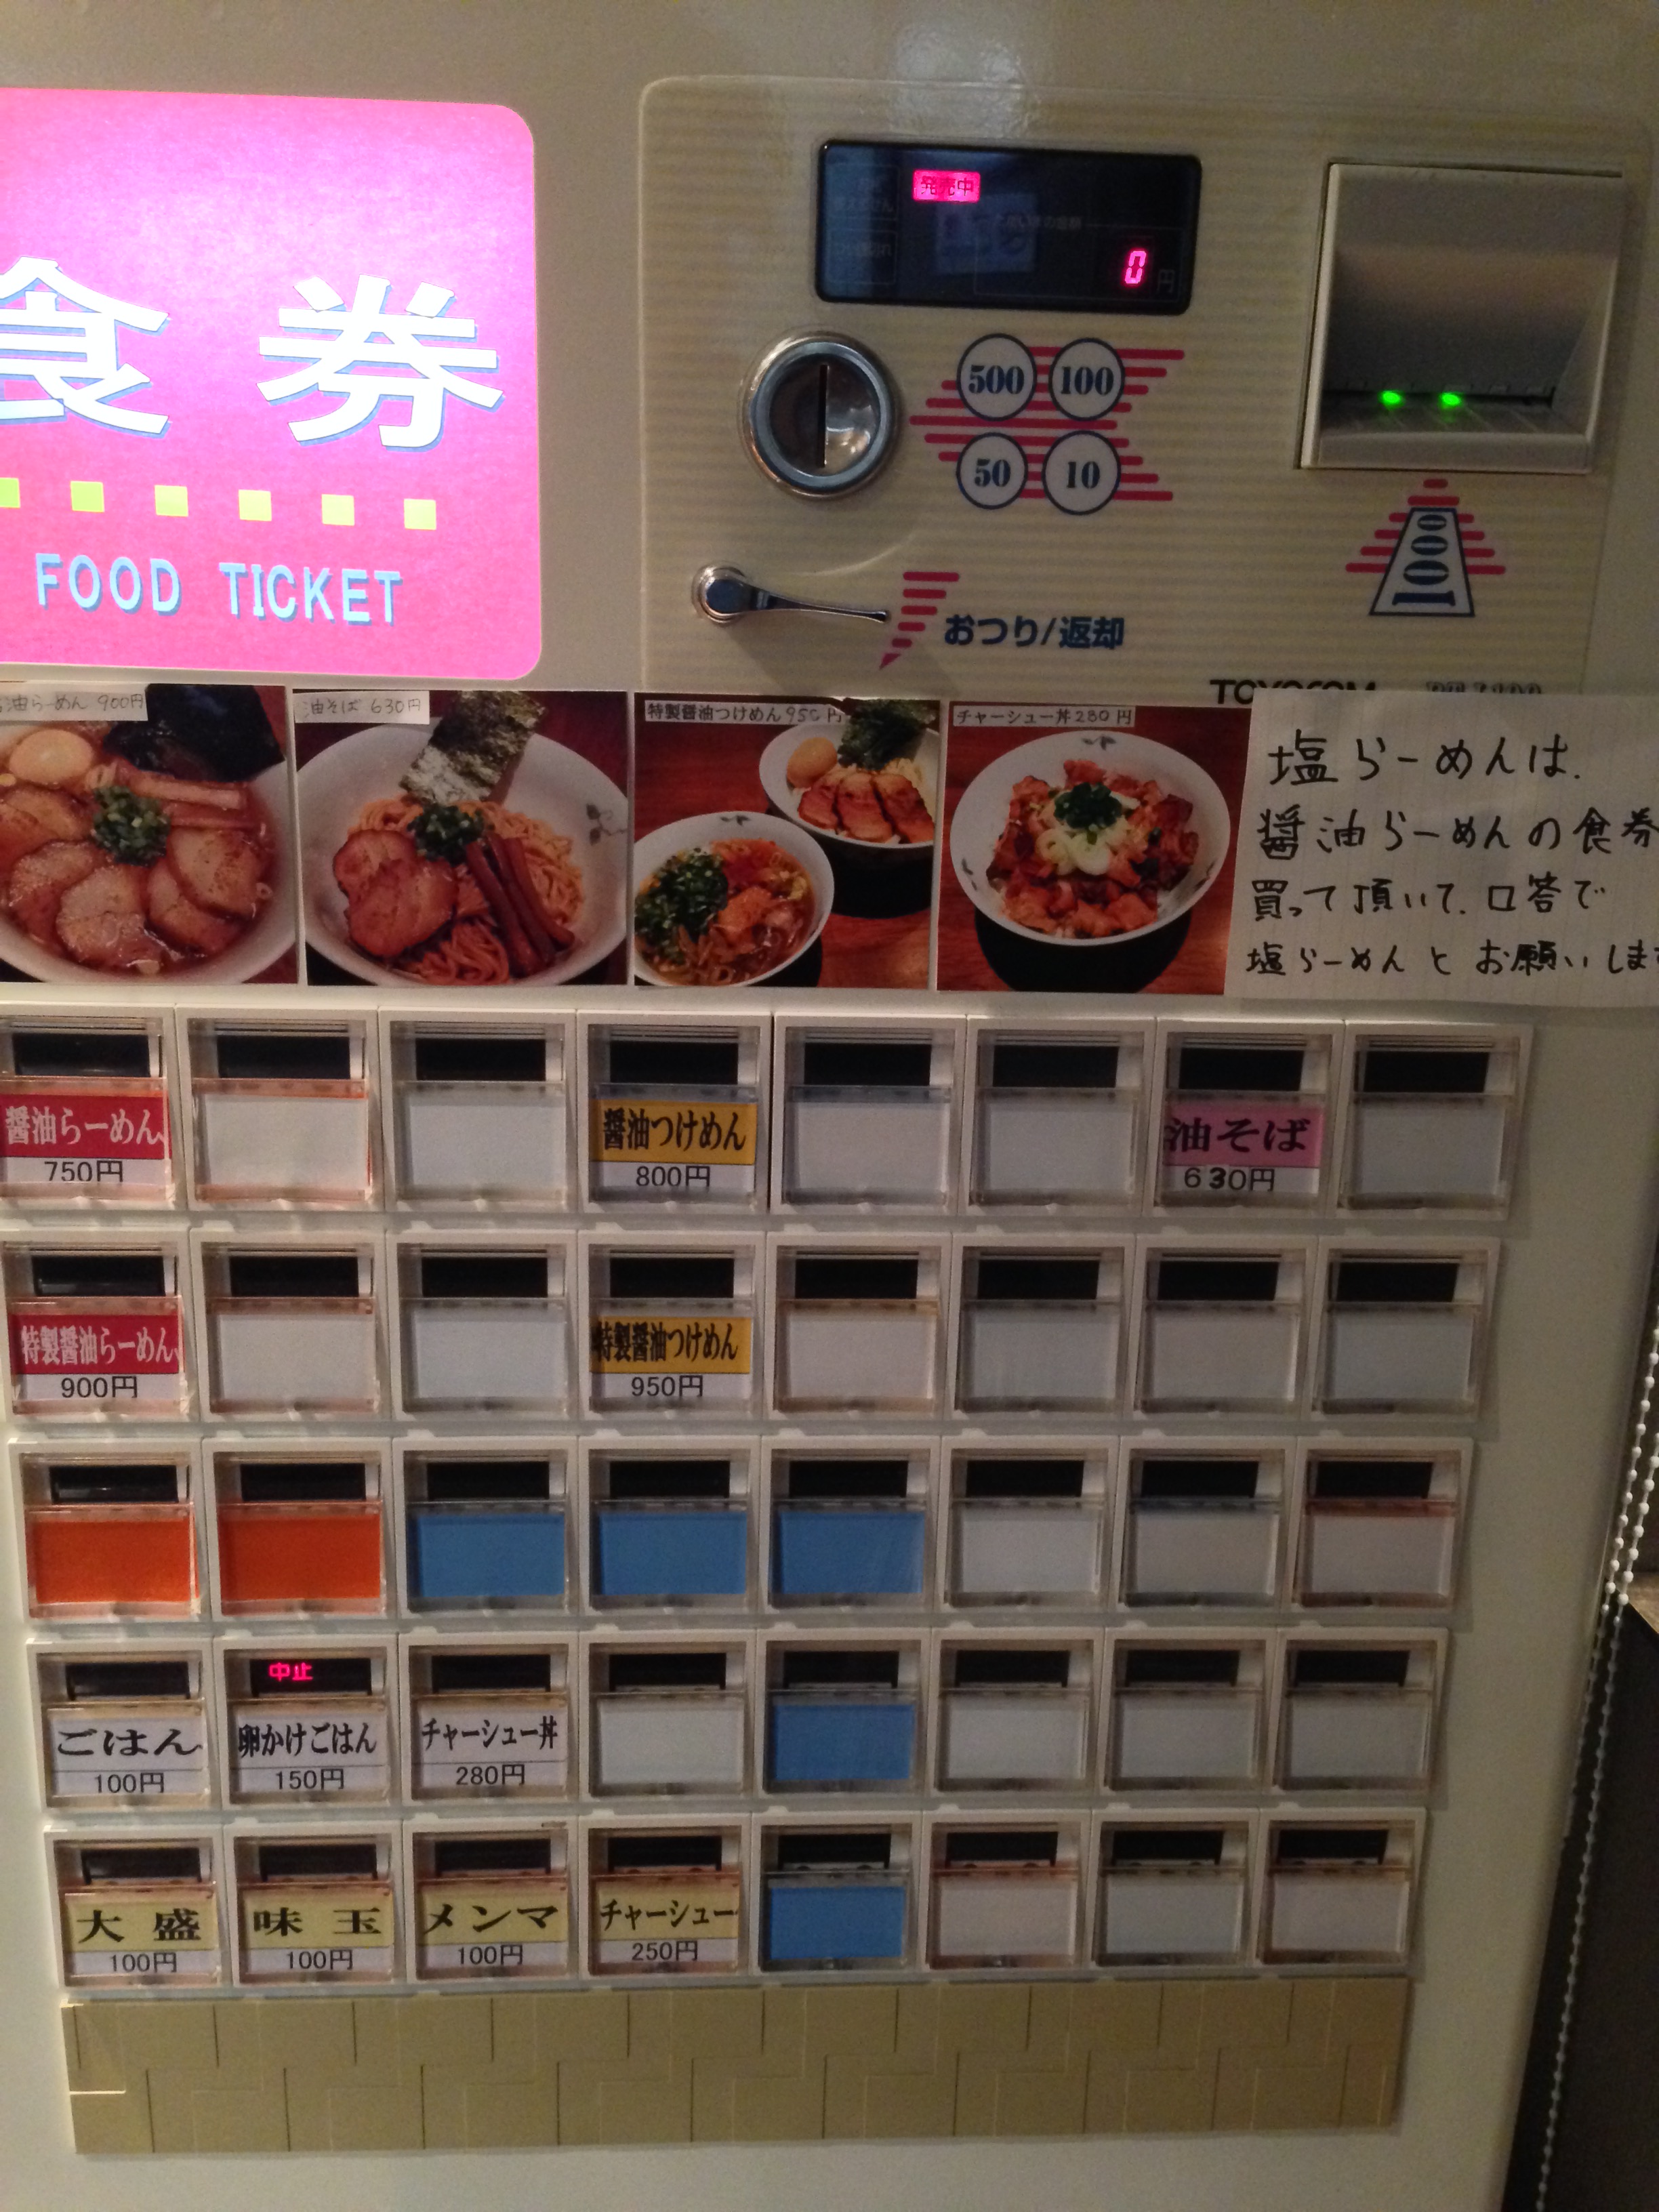 発売中
0円
食券
FOOD TICKET
500
100
50
10
1000
おつり/返却
油らーめん 900円
油そば 630円
特製醤油つけめん 950円
チャーシュー丼 280円
塩らーめんは、
醤油らーめんの食券
買って頂いて、口答で
塩らーめんとお願いします
醤油らーめん
750円
醤油つけめん
800円
油そば
630円
特製醤油らーめん
900円
特製醤油つけめん
950円
中止
ごはん
100円
卵かけごはん
150円
チャーシュー丼
280円
大盛
100円
味玉
100円
メンマ
100円
チャーシュー
250円